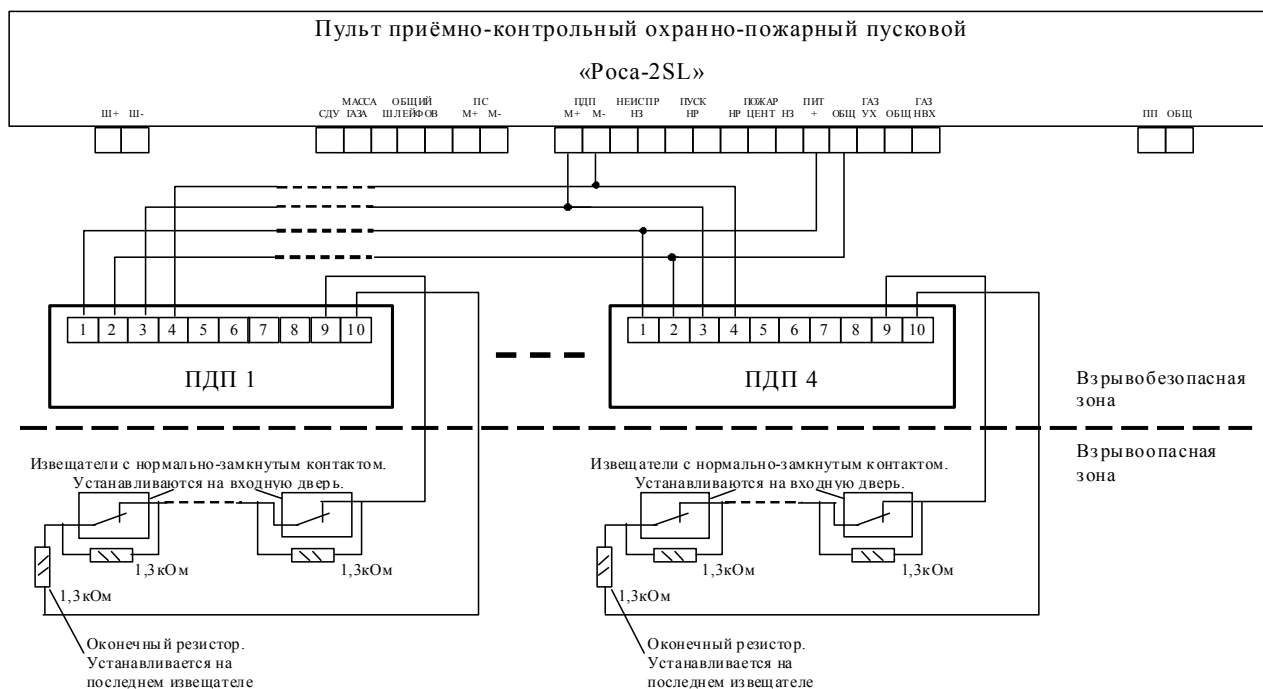 Пульт приёмно-контрольный охранно-пожарный пусковой
«Роса-2SL»
Ш+ Ш-
СДУ
МАССА ГАЗА
ОБЩИЙ ШЛЕЙФОВ
ПС
М+ М-
ПДП
М+ М-
НЕИСПР
НЗ
ПУСК
НР
ПОЖАР
НР ЦЕНТ НЗ
ПИТ
+
ОБЩ
ГАЗ
УХ
ОБЩ
ГАЗ
НВХ
ПП ОБЩ
1 2 3 4 5 6 7 8 9 10
ПДП 1
1 2 3 4 5 6 7 8 9 10
ПДП 4
Взрывобезопасная
зона
Взрывоопасная
зона
Извещатели с нормально-замкнутым контактом.
Устанавливаются на входную дверь.
1,3кОм
1,3кОм
1,3кОм
Оконечный резистор.
Устанавливается на
последнем извещателе
Извещатели с нормально-замкнутым контактом.
Устанавливаются на входную дверь.
1,3кОм
1,3кОм
1,3кОм
Оконечный резистор.
Устанавливается на
последнем извещателе